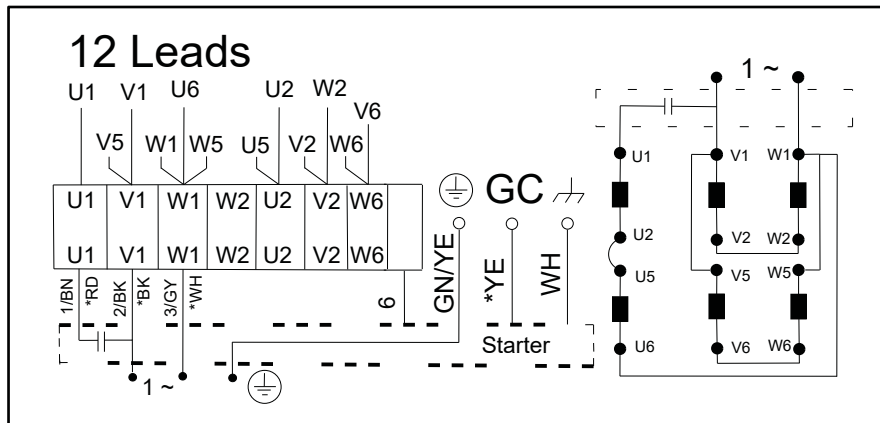 12 Leads
U1 V1 U6 U2 W2 V6
V5 W1 W5 U5 V2 W6
U1 V1 W1 W2 U2 V2 W6
U1 V1 W1 W2 U2 V2 W6
1/BN *RD 2/BK *BK 3/GY *WH 6
GC
GN/YE *YE WH
Starter
1 ~
1 ~
U1 V1 W1
U2 V2 W2
U5 V5 W5
U6 V6 W6